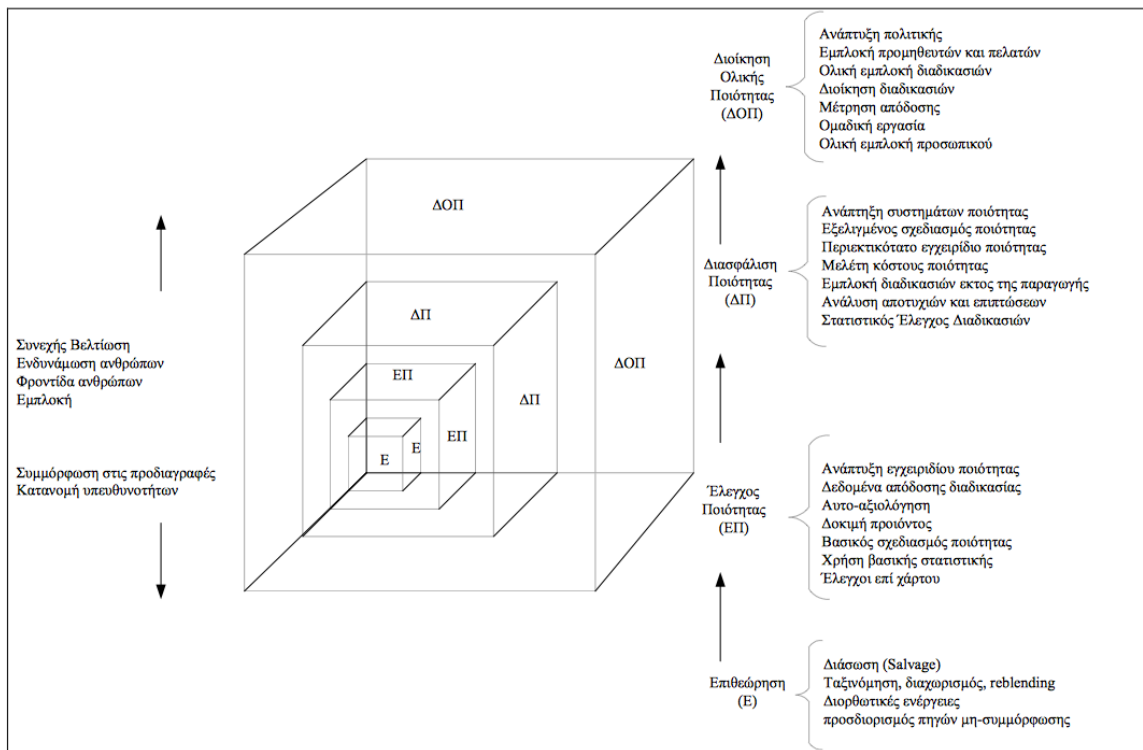 Διοίκηση
Ολικής
Ποιότητας
(ΔΟΠ)
Ανάπτυξη πολιτικής
Εμπλοκή προμηθευτών και πελατών
Ολική εμπλοκή διαδικασιών
Διοίκηση διαδικασιών
Μέτρηση απόδοσης
Ομαδική εργασία
Ολική εμπλοκή προσωπικού
Διασφάλιση
Ποιότητας
(ΔΠ)
Ανάπτηξη συστημάτων ποιότητας
Εξελιγμένος σχεδιασμός ποιότητας
Περιεκτικότατο εγχειρίδιο ποιότητας
Μελέτη κόστους ποιότητας
Εμπλοκή διαδικασιών εκτος της παραγωγής
Ανάλυση αποτυχιών και επιπτώσεων
Στατιστικός Έλεγχος Διαδικασιών
Έλεγχος
Ποιότητας
(ΕΠ)
Ανάπτυξη εγχειριδίου ποιότητας
Δεδομένα απόδοσης διαδικασίας
Αυτο-αξιολόγηση
Δοκιμή προιόντος
Βασικός σχεδιασμός ποιότητας
Χρήση βασικής στατιστικής
Έλεγχοι επί χάρτου
Επιθεώρηση
(Ε)
Διάσωση (Salvage)
Ταξινόμηση, διαχωρισμός, reblending
Διορθωτικές ενέργειες
προσδιορισμός πηγών μη-συμμόρφωσης
Συνεχής Βελτίωση
Ενδυνάμωση ανθρώπων
Φροντίδα ανθρώπων
Εμπλοκή
Συμμόρφωση στις προδιαγραφές
Κατανομή υπευθυνοτήτων
ΔΟΠ
ΔΠ
ΕΠ
Ε
Ε
ΕΠ
ΔΠ
ΔΟΠ